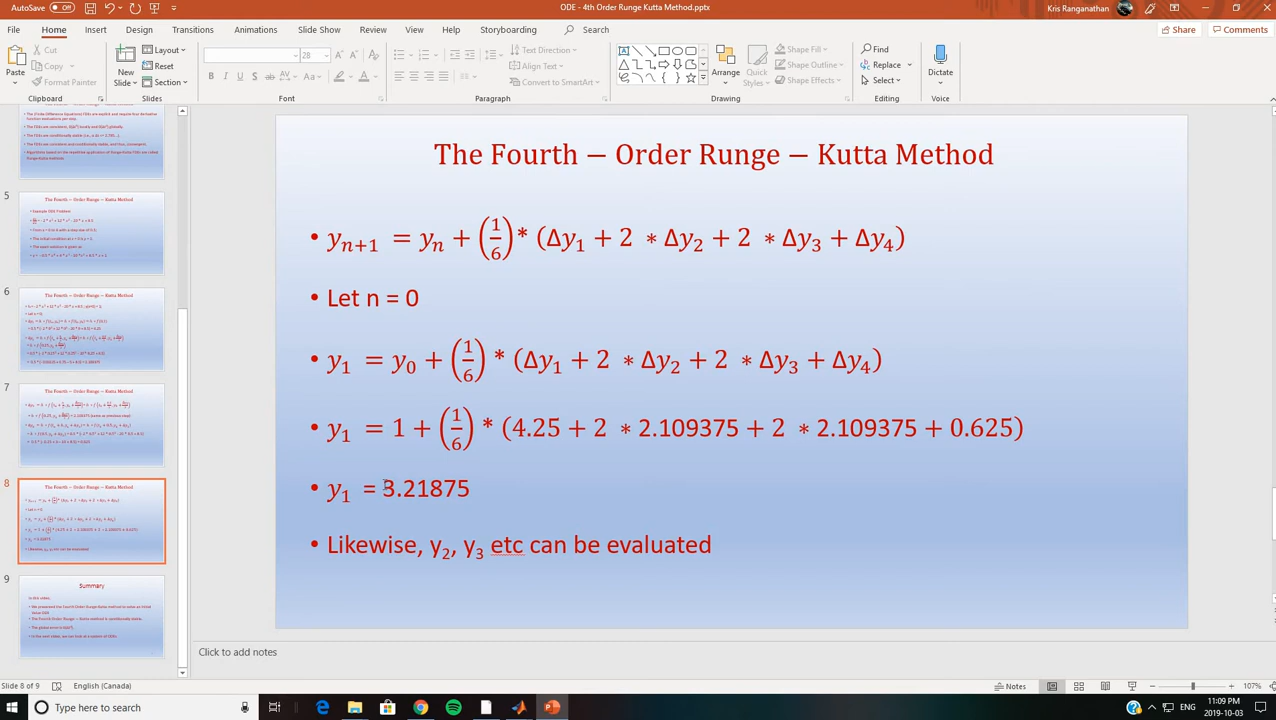 AutoSave Off
ODE - 4th Order Runge Kutta Method.pptx
Kris Ranganathan
File Home Insert Design Transitions Animations Slide Show Review View Help Storyboarding Search Share Comments
Paste
Cut
Copy
Format Painter
Clipboard
New
Slide
Layout
Reset
Section
Slides
28
Font
Paragraph
Text Direction
Align Text
Convert to SmartArt
Arrange
Quick
Styles
Shape Fill
Shape Outline
Shape Effects
Drawing
Find
Replace
Select
Editing
Dictate
Voice
5
6
7
8
9
Summary
The Fourth − Order Runge − Kutta Method
• yₙ₊₁ = yₙ + (1/6) * (Δy₁ + 2 * Δy₂ + 2 * Δy₃ + Δy₄)
• Let n = 0
• y₁ = y₀ + (1/6) * (Δy₁ + 2 * Δy₂ + 2 * Δy₃ + Δy₄)
• y₁ = 1 + (1/6) * (4.25 + 2 * 2.109375 + 2 * 2.109375 + 0.625)
• y₁ = 3.21875
• Likewise, y₂, y₃ etc can be evaluated
Click to add notes
Slide 8 of 9
English (Canada)
Notes
107%
Type here to search
ENG
11:09 PM
2019-10-03